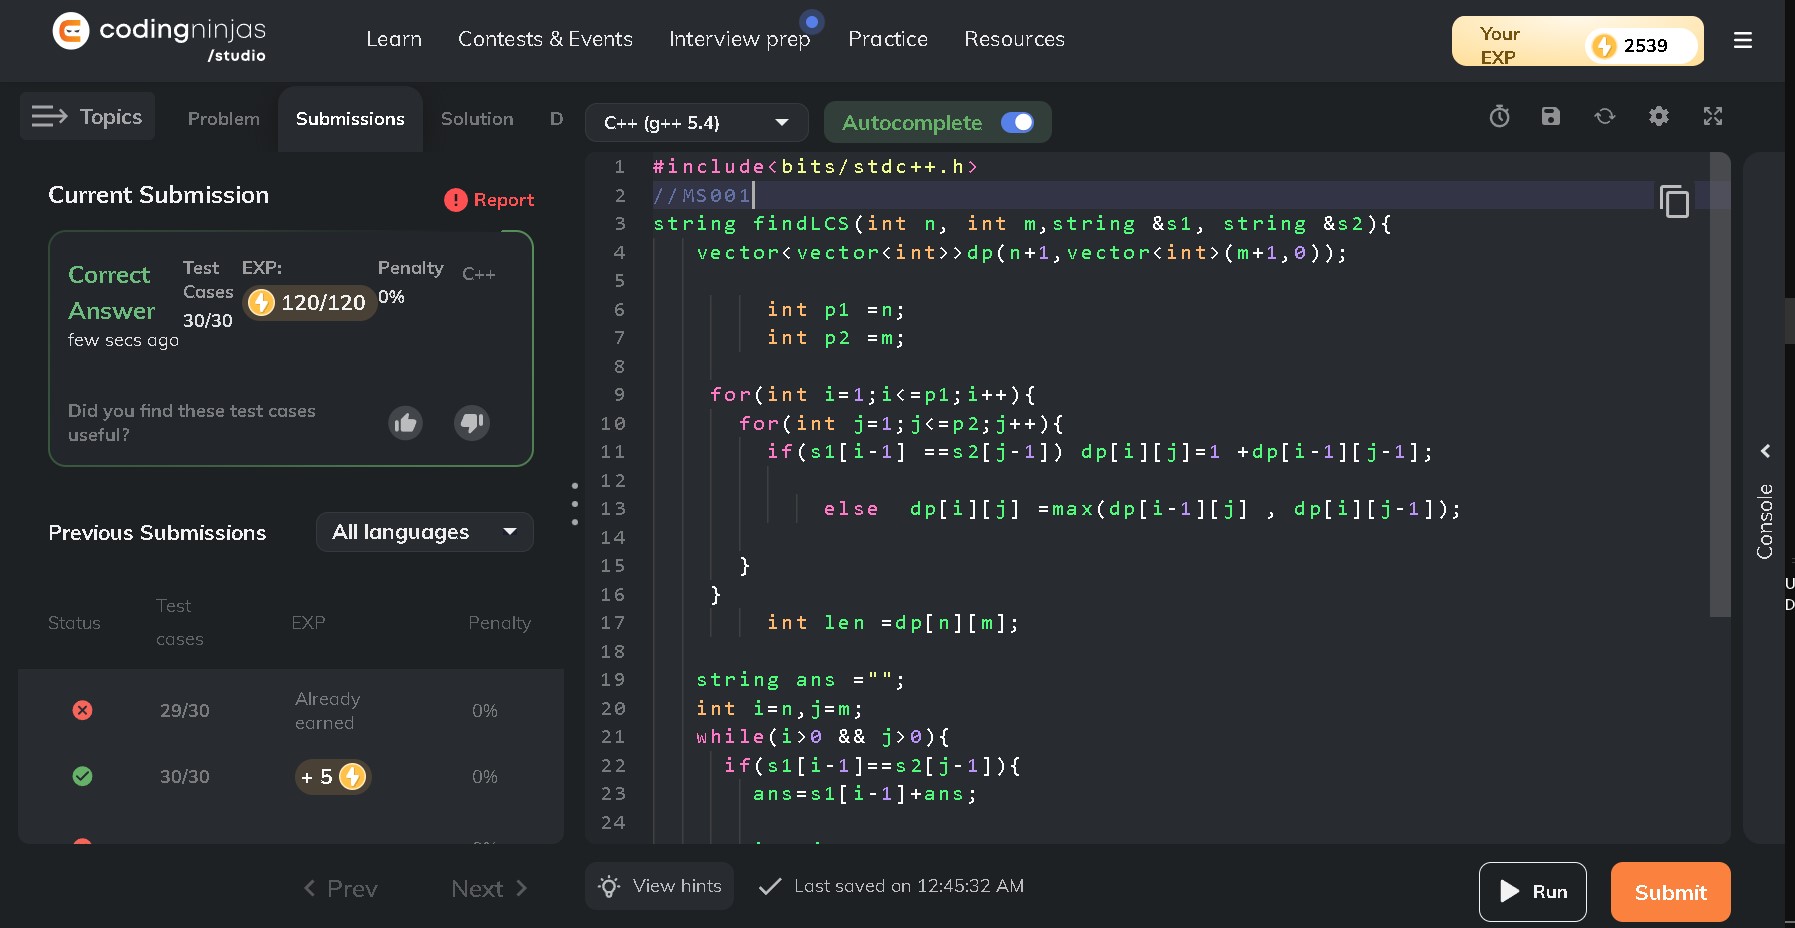 codingninjas
/studio
Learn
Contests & Events
Interview prep
Practice
Resources
Your
EXP
2539
Topics
Problem
Submissions
Solution
D
C++ (g++ 5.4)
Autocomplete
Current Submission
Report
Correct
Answer
few secs ago
Test
Cases
30/30
EXP:
120/120
Penalty
0%
C++
Did you find these test cases
useful?
Previous Submissions
All languages
Status
Test
cases
EXP
Penalty
29/30
Already
earned
0%
30/30
+ 5
0%
Prev
Next
1 #include<bits/stdc++.h>
2 //MS001
3 string findLCS(int n, int m,string &s1, string &s2){
4 vector<vector<int>>dp(n+1,vector<int>(m+1,0));
5
6 int p1 =n;
7 int p2 =m;
8
9 for(int i=1;i<=p1;i++){
10 for(int j=1;j<=p2;j++){
11 if(s1[i-1] ==s2[j-1]) dp[i][j]=1 +dp[i-1][j-1];
12
13 else dp[i][j] =max(dp[i-1][j] , dp[i][j-1]);
14
15 }
16 }
17 int len =dp[n][m];
18
19 string ans ="";
20 int i=n,j=m;
21 while(i>0 && j>0){
22 if(s1[i-1]==s2[j-1]){
23 ans=s1[i-1]+ans;
24
Console
View hints
Last saved on 12:45:32 AM
Run
Submit